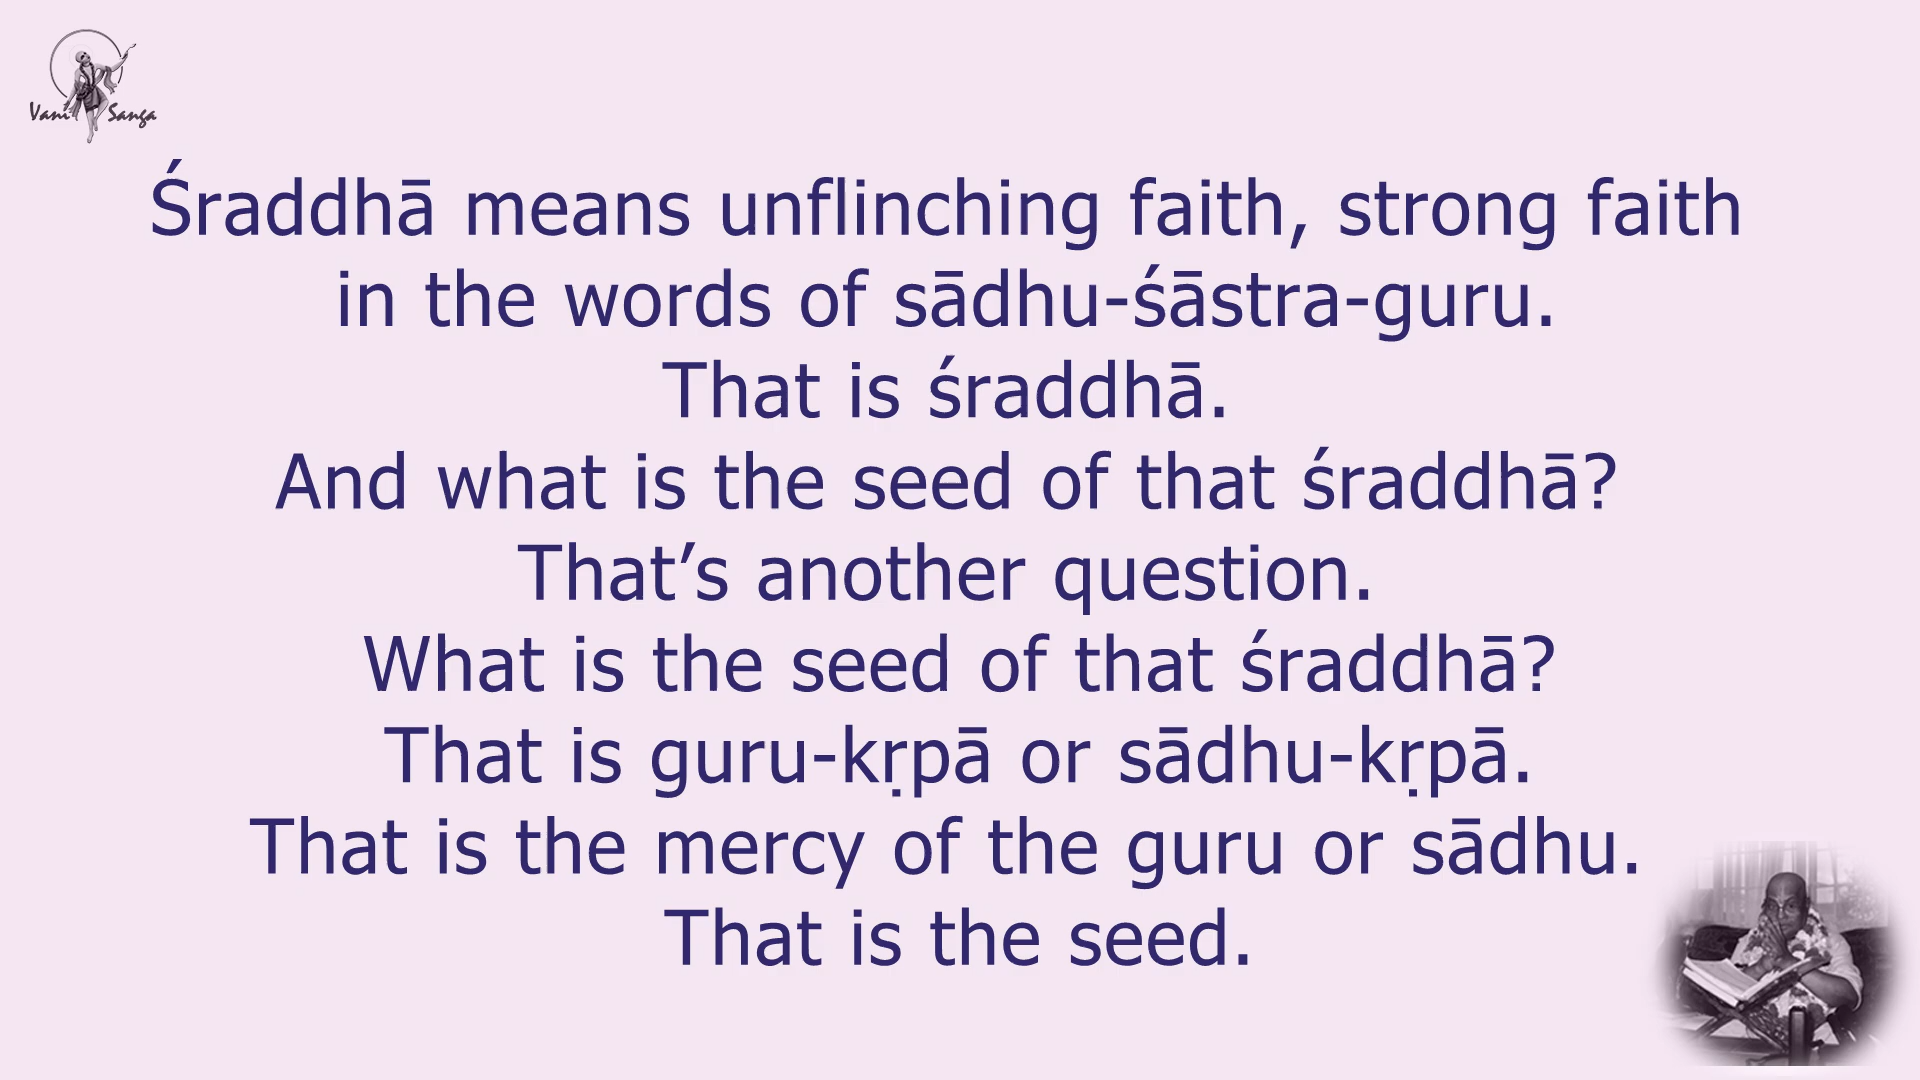 Vani Sanga
Śraddhā means unflinching faith, strong faith
in the words of sādhu-śāstra-guru.
That is śraddhā.
And what is the seed of that śraddhā?
That’s another question.
What is the seed of that śraddhā?
That is guru-kṛpā or sādhu-kṛpā.
That is the mercy of the guru or sādhu.
That is the seed.